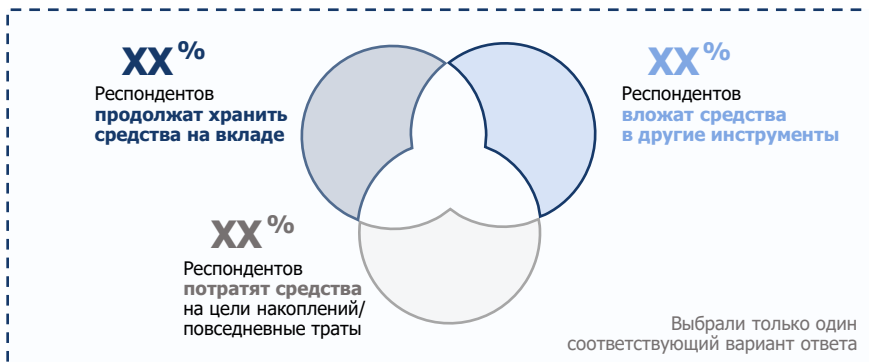 XX%
Респондентов
продолжат хранить
средства на вкладе
XX%
Респондентов
вложат средства
в другие инструменты
XX%
Респондентов
потратят средства
на цели накоплений/
повседневные траты
Выбрали только один
соответствующий вариант ответа